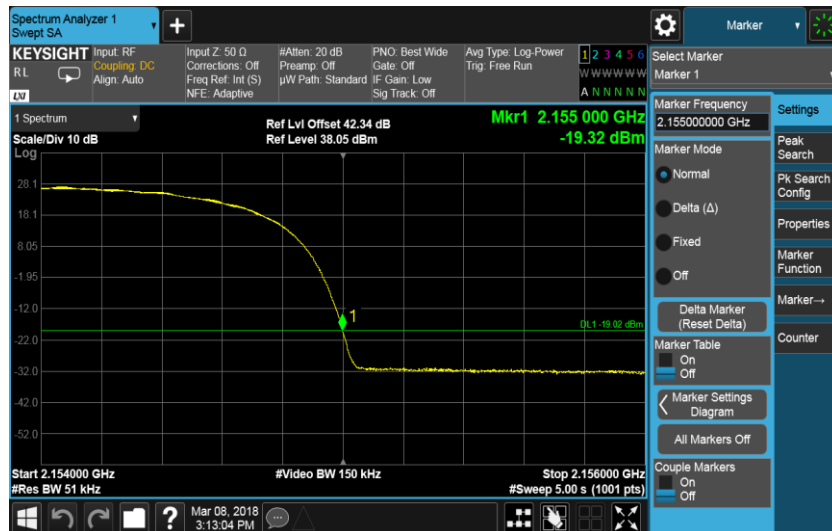 Spectrum Analyzer 1
Swept SA
Marker
KEYSIGHT
RL
LXI
Input: RF
Coupling: DC
Align: Auto
Input Z: 50 Ω
Corrections: Off
Freq Ref: Int (S)
NFE: Adaptive
#Atten: 20 dB
Preamp: Off
µW Path: Standard
PNO: Best Wide
Gate: Off
IF Gain: Low
Sig Track: Off
Avg Type: Log-Power
Trig: Free Run
1 2 3 4 5 6
W W W W W W
A N N N N N
Select Marker
Marker 1
1 Spectrum
Scale/Div 10 dB
Ref Lvl Offset 42.34 dB
Ref Level 38.05 dBm
Mkr1 2.155 000 GHz
-19.32 dBm
Log
28.1
18.1
8.05
-1.95
-12.0
-22.0
-32.0
-42.0
-52.0
1
DL1 -19.02 dBm
Start 2.154000 GHz
#Res BW 51 kHz
#Video BW 150 kHz
Stop 2.156000 GHz
#Sweep 5.00 s (1001 pts)
Marker Frequency
2.155000000 GHz
Marker Mode
Normal
Delta (Δ)
Fixed
Off
Delta Marker
(Reset Delta)
Marker Table
On
Off
Marker Settings
Diagram
All Markers Off
Couple Markers
On
Off
Settings
Peak
Search
Pk Search
Config
Properties
Marker
Function
Marker→
Counter
Mar 08, 2018
3:13:04 PM